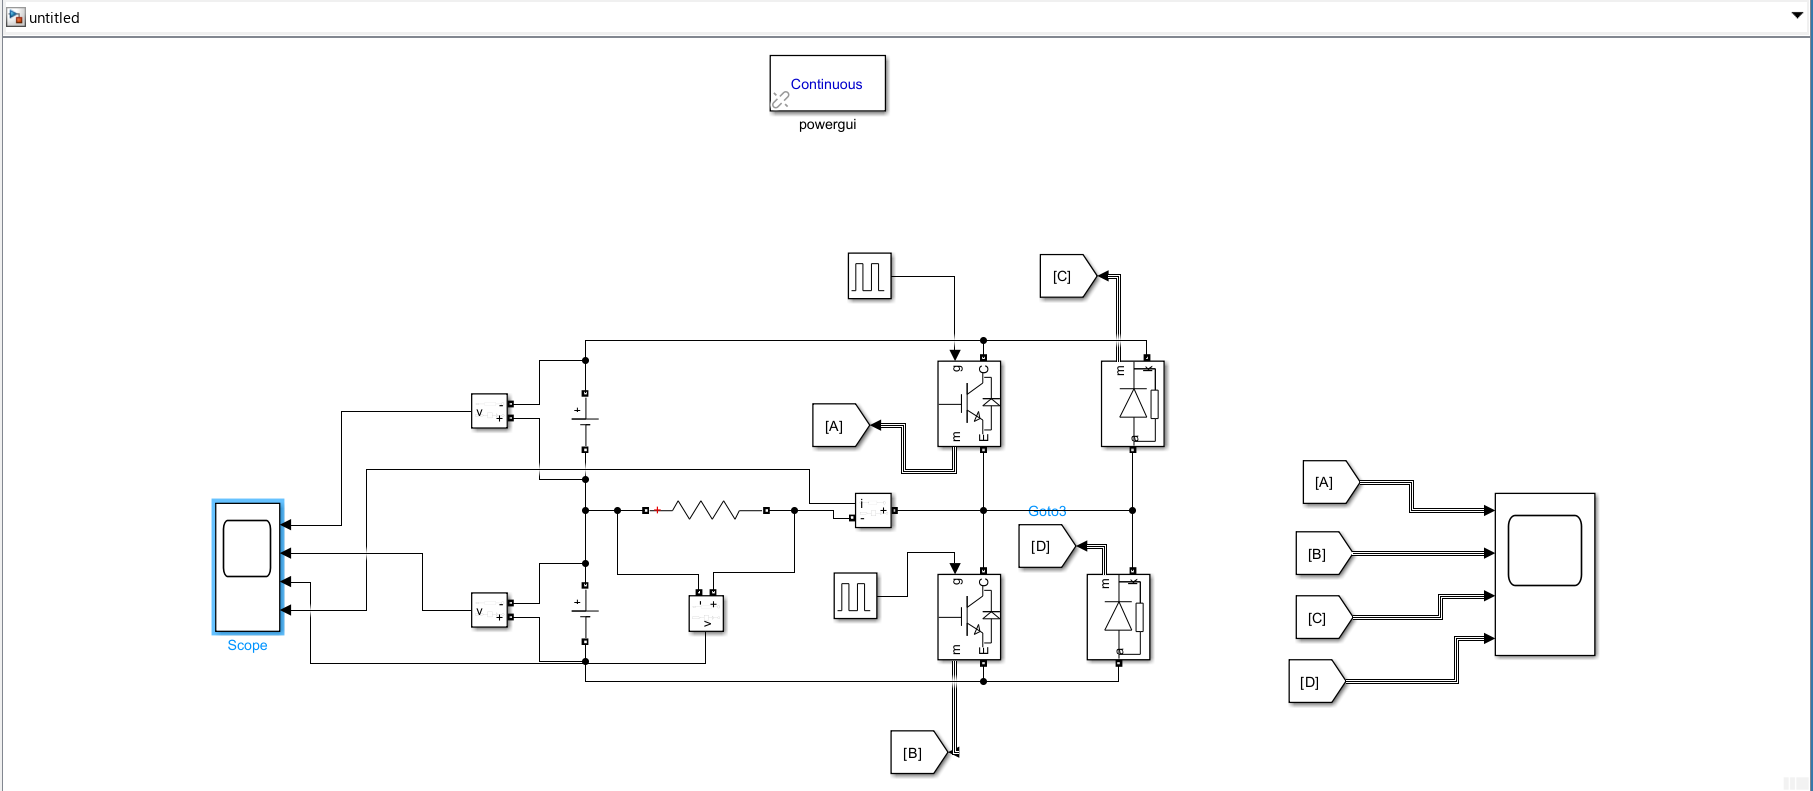 untitled
Continuous
powergui
[C]
g
C
m
k
v
-
+
+
[A]
m
E
a
[A]
i
+
-
+
Goto3
[D]
[B]
g
C
m
k
v
-
+
+
-
+
v
[C]
m
E
a
Scope
[D]
[B]